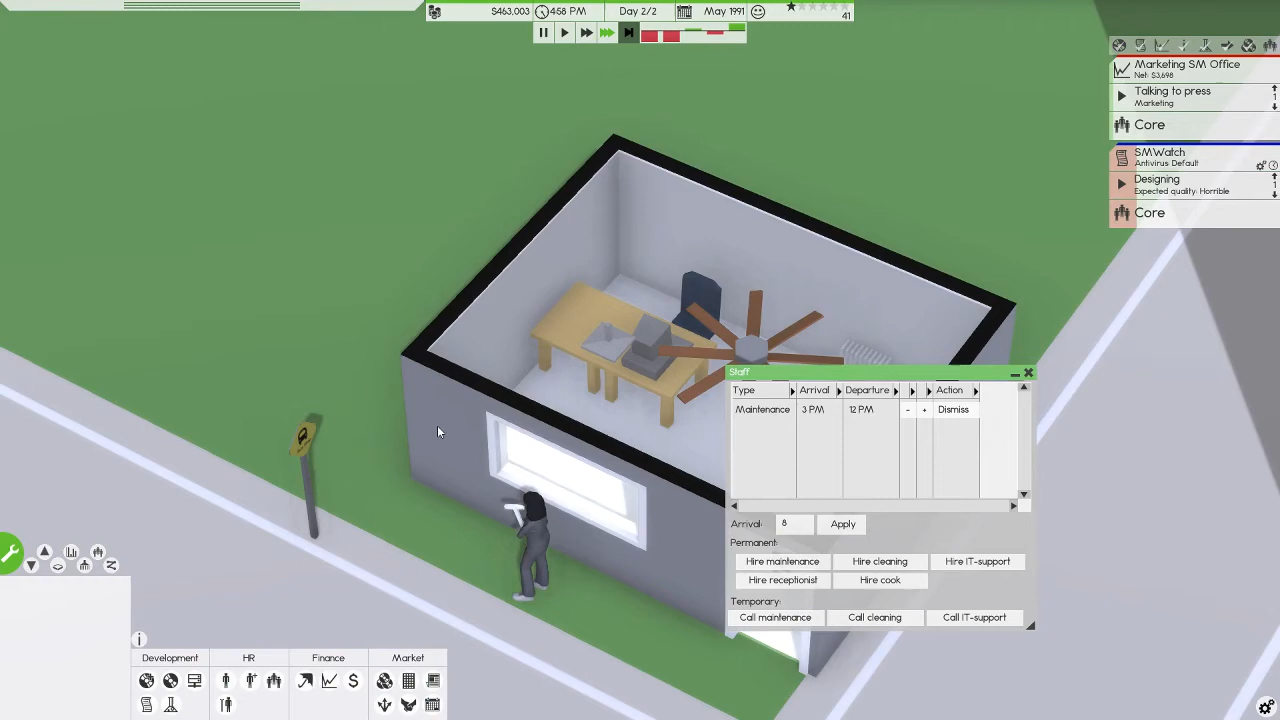 $463,003 458 PM Day 2/2 May 1991 41
Marketing SM Office
Net: $3,698
Talking to press
Marketing
1
Core
SMWatch
Antivirus Default
Designing
Expected quality: Horrible
1
Core
Staff
Type Arrival Departure Action
Maintenance 3 PM 12 PM - + Dismiss
Arrival: 8 Apply
Permanent:
Hire maintenance Hire cleaning Hire IT-support
Hire receptionist Hire cook
Temporary:
Call maintenance Call cleaning Call IT-support
Development HR Finance Market